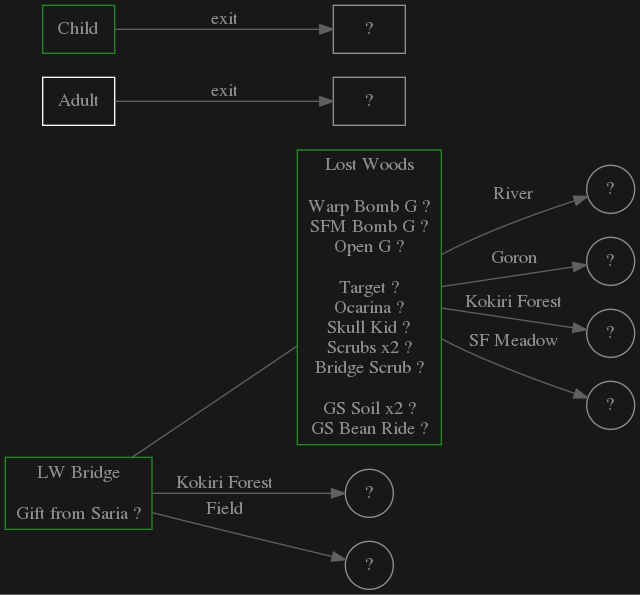 Child
exit
?
Adult
exit
?
Lost Woods
Warp Bomb G ?
SFM Bomb G ?
Open G ?
Target ?
Ocarina ?
Skull Kid ?
Scrubs x2 ?
Bridge Scrub ?
GS Soil x2 ?
GS Bean Ride ?
River
?
Goron
?
Kokiri Forest
?
SF Meadow
?
LW Bridge
Gift from Saria ?
Kokiri Forest
?
Field
?